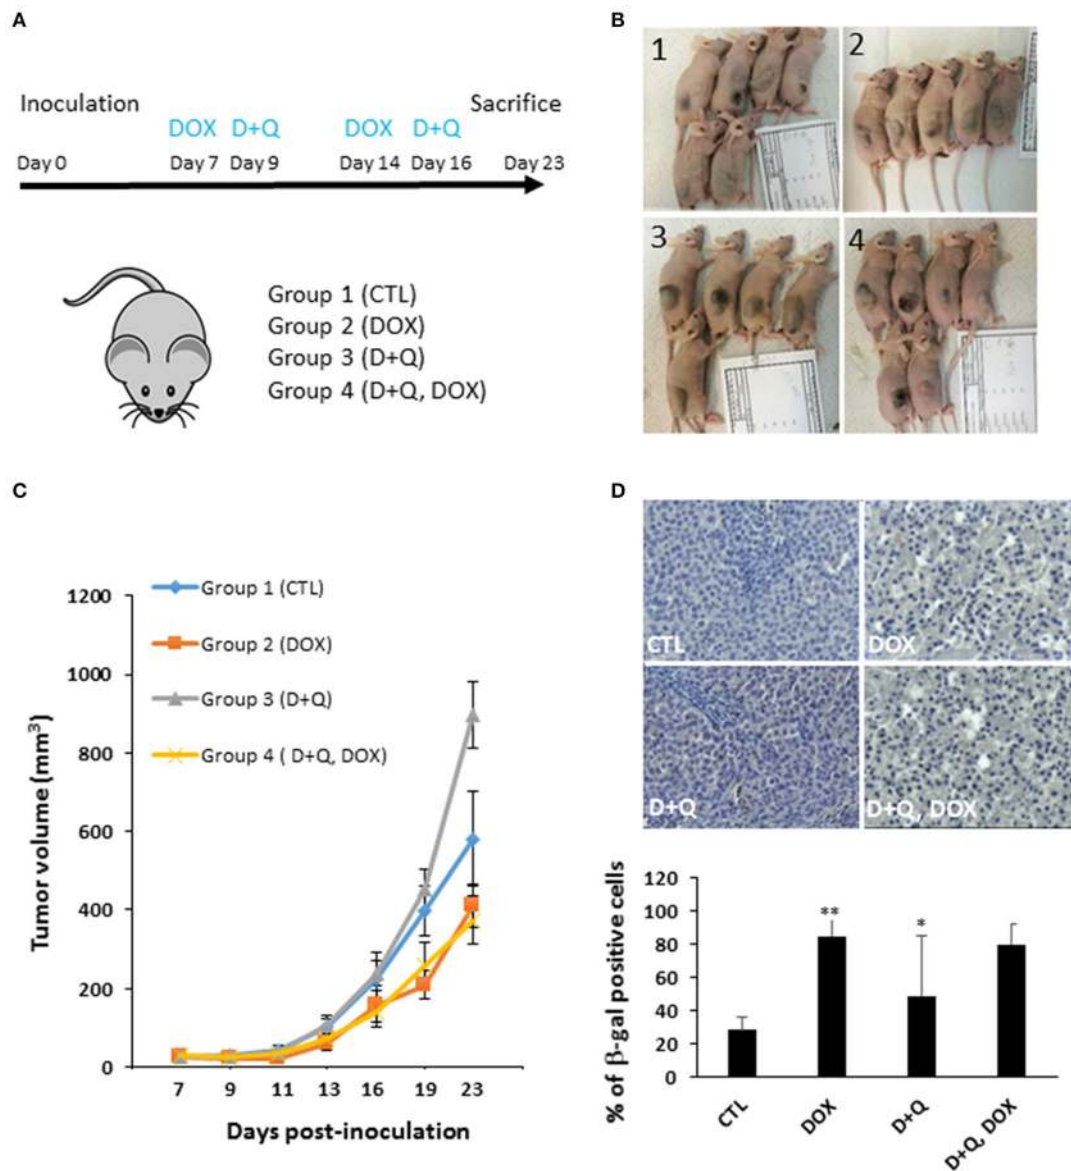 A
Inoculation
Sacrifice
DOX D+Q DOX D+Q
Day 0 Day 7 Day 9 Day 14 Day 16 Day 23
Group 1 (CTL)
Group 2 (DOX)
Group 3 (D+Q)
Group 4 (D+Q, DOX)
B
1
2
3
4
C
Group 1 (CTL)
Group 2 (DOX)
Group 3 (D+Q)
Group 4 ( D+Q, DOX)
Tumor volume (mm³)
1200
1000
800
600
400
200
0
7 9 11 13 16 19 23
Days post-inoculation
D
CTL
DOX
D+Q
D+Q, DOX
% of β-gal positive cells
120
100
80
60
40
20
0
** *
CTL DOX D+Q D+Q, DOX